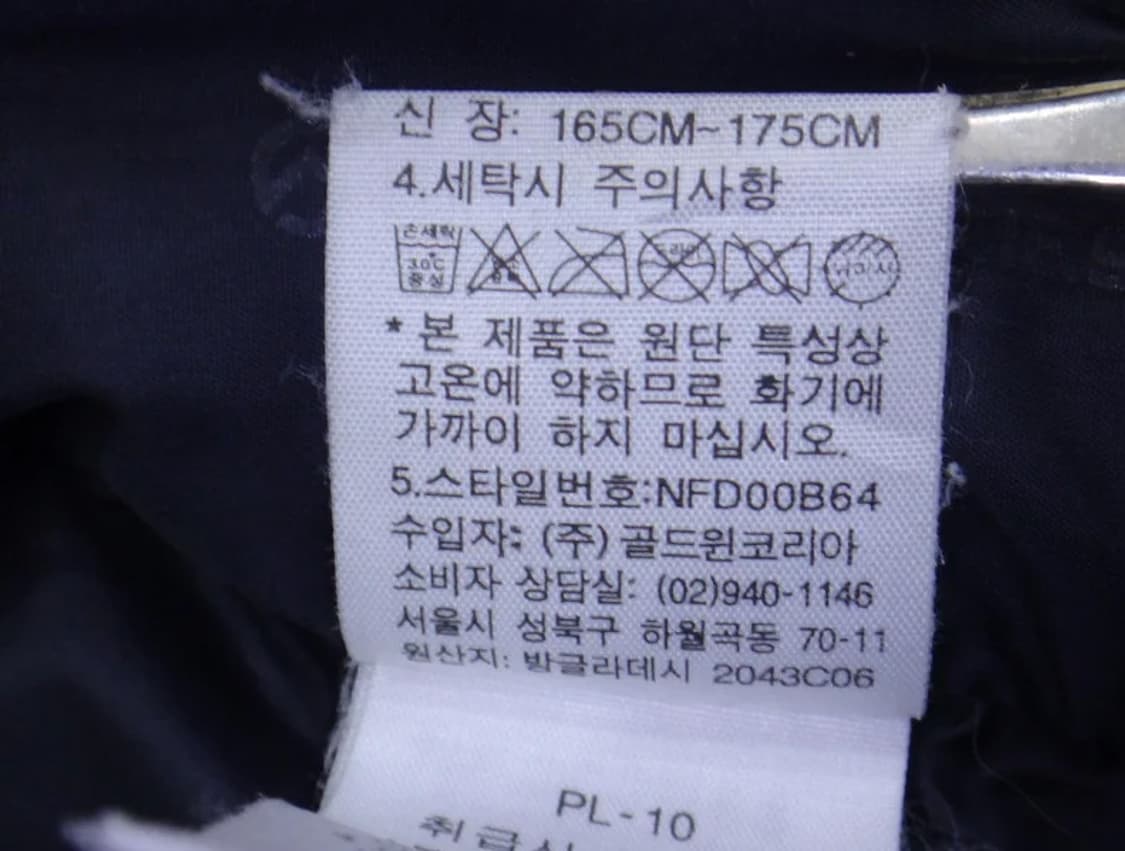 신 장: 165CM~175CM
4.세탁시 주의사항
손세탁
30℃
중성
드라이
뉘어서
* 본 제품은 원단 특성상
고온에 약하므로 화기에
가까이 하지 마십시오.
5.스타일번호:NFD00B64
수입자: (주) 골드윈코리아
소비자 상담실: (02)940-1146
서울시 성북구 하월곡동 70-11
원산지: 방글라데시 2043C06
PL-10